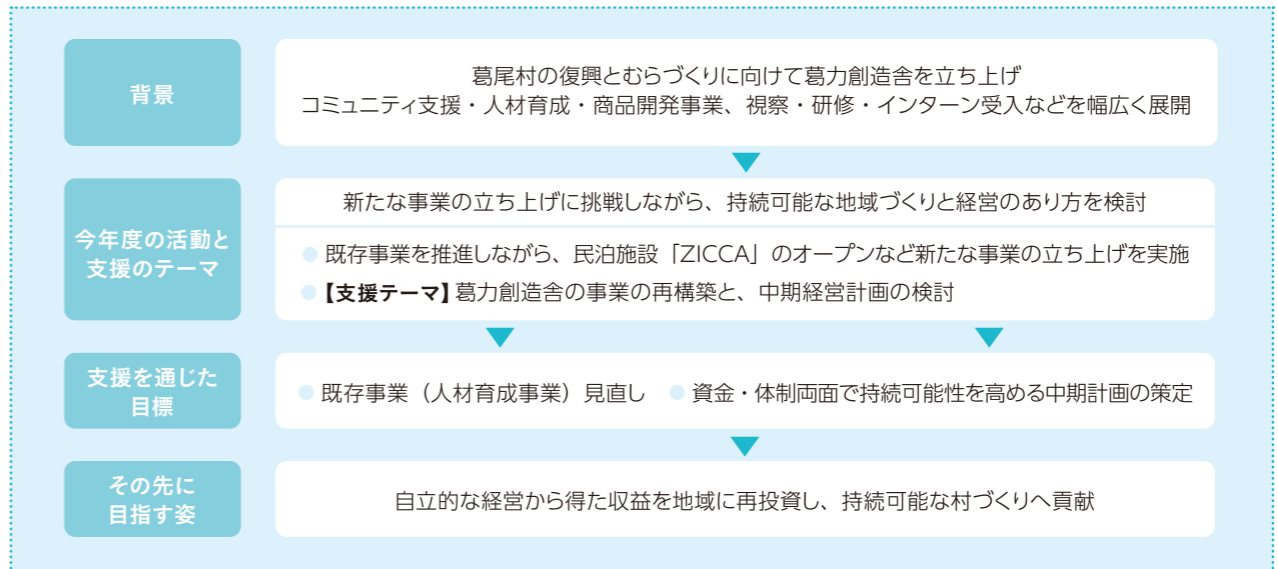 背景
葛尾村の復興とむらづくりに向けて葛力創造舎を立ち上げ
コミュニティ支援・人材育成・商品開発事業、視察・研修・インターン受入などを幅広く展開
今年度の活動と
支援のテーマ
新たな事業の立ち上げに挑戦しながら、持続可能な地域づくりと経営のあり方を検討
● 既存事業を推進しながら、民泊施設「ZICCA」のオープンなど新たな事業の立ち上げを実施
● 【支援テーマ】葛力創造舎の事業の再構築と、中期経営計画の検討
支援を通じた
目標
● 既存事業（人材育成事業）見直し ● 資金・体制両面で持続可能性を高める中期計画の策定
その先に
目指す姿
自立的な経営から得た収益を地域に再投資し、持続可能な村づくりへ貢献